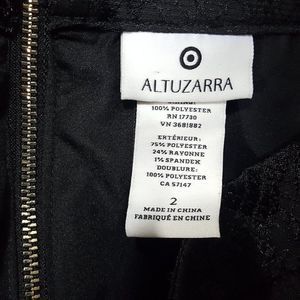 ALTUZARRA
LINING:
100% POLYESTER
RN 17730
VN 3681882
EXTÉRIEUR:
75% POLYESTER
24% RAYONNE
1% SPANDEX
DOUBLURE:
100% POLYESTER
CA 57147
2
MADE IN CHINA
FABRIQUÉ EN CHINE